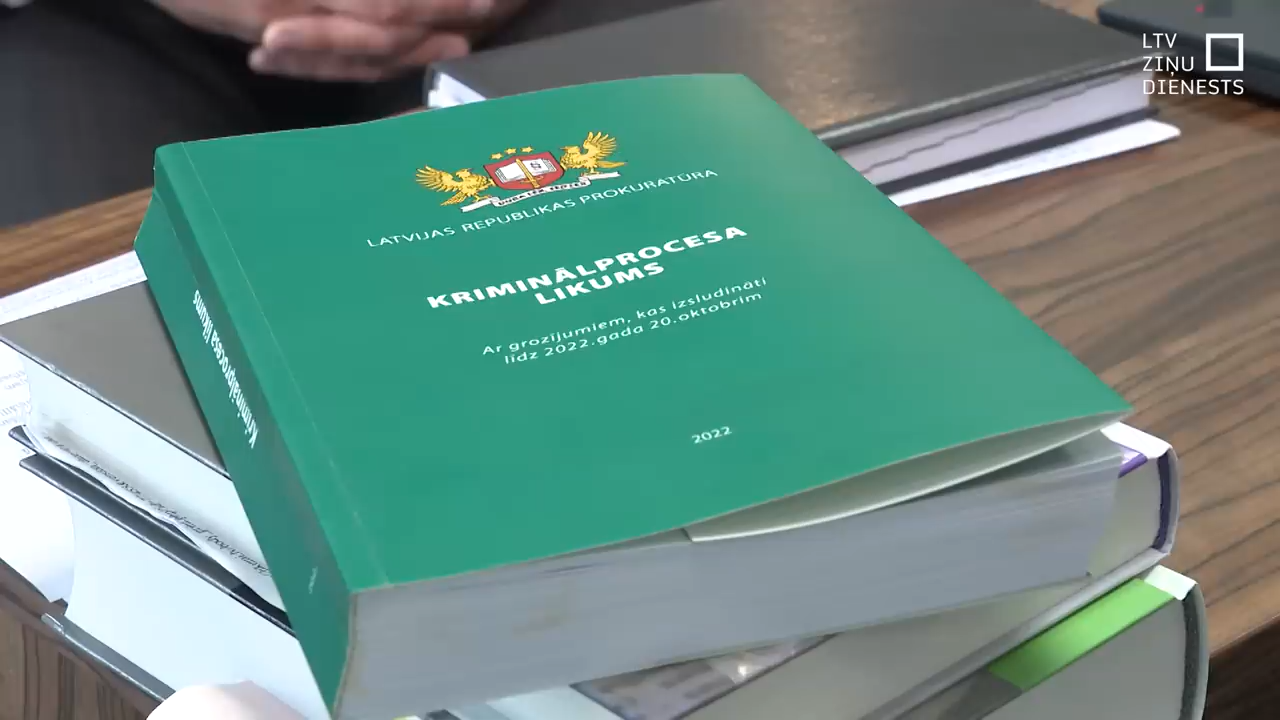 LTV
ZIŅU
DIENESTS
LATVIJAS REPUBLIKAS PROKURATŪRA
KRIMINĀLPROCESA
LIKUMS
Ar grozījumiem, kas izsludināti
līdz 2022.gada 20.oktobrim
2022
Kriminālprocesa likums